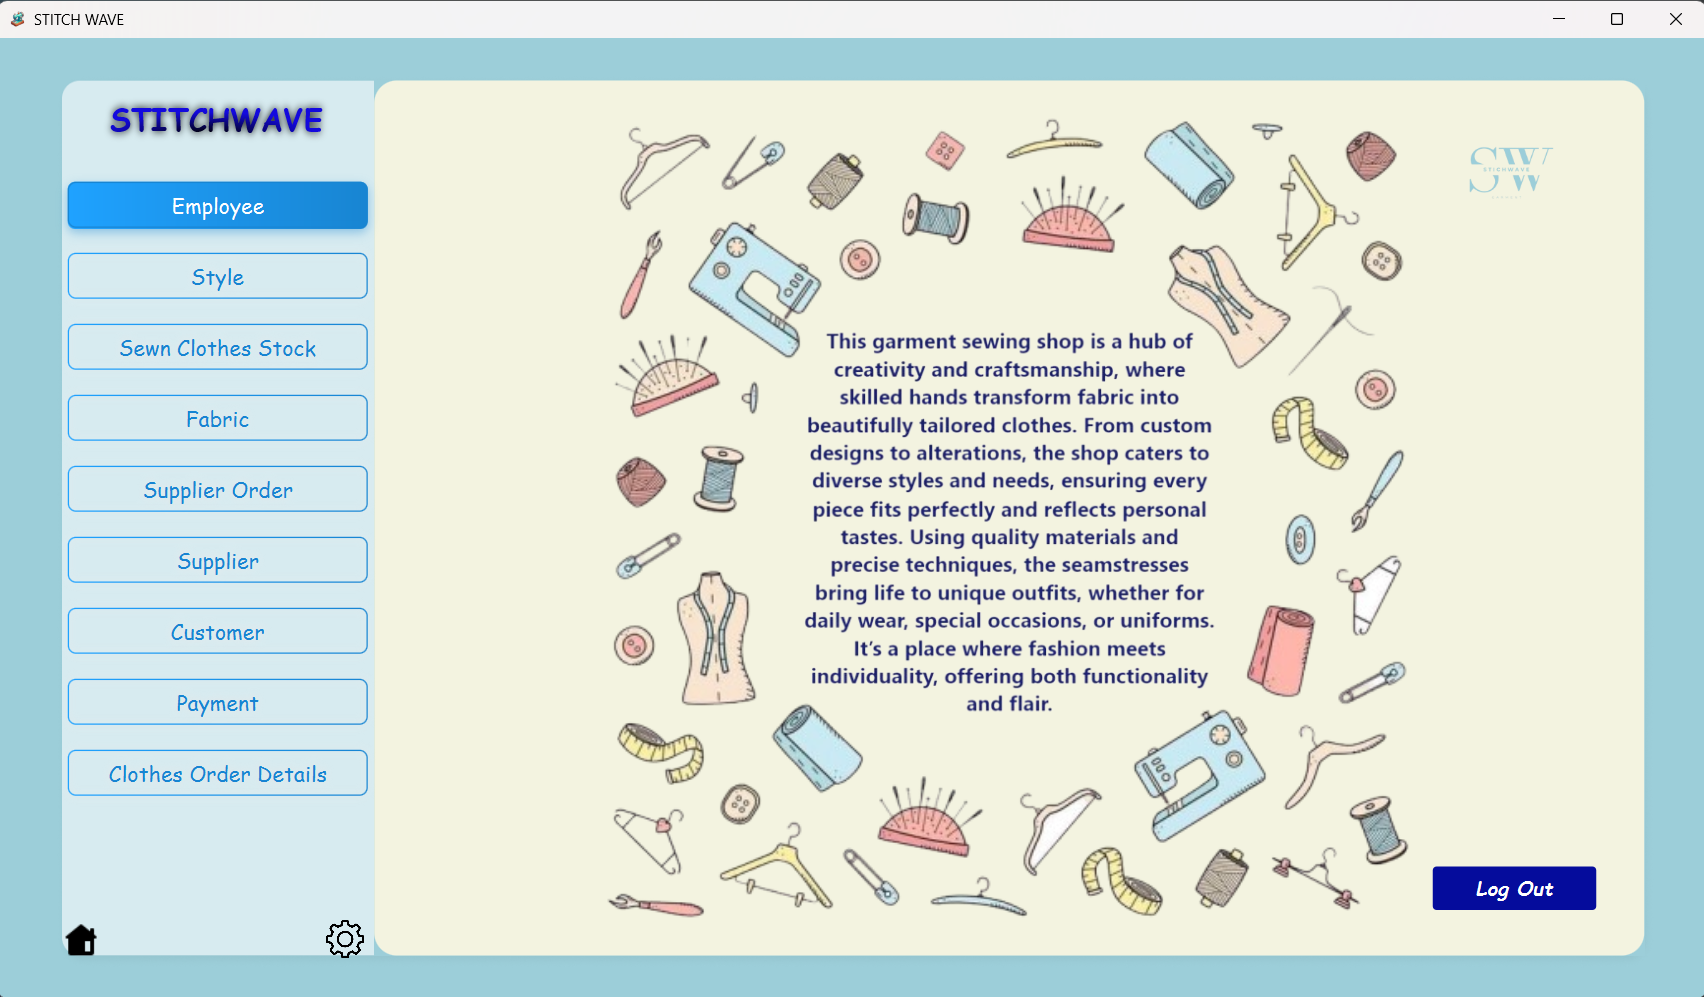 STITCH WAVE
STITCHWAVE
Employee
Style
Sewn Clothes Stock
Fabric
Supplier Order
Supplier
Customer
Payment
Clothes Order Details
SW
STICHWAVE
This garment sewing shop is a hub of
creativity and craftsmanship, where
skilled hands transform fabric into
beautifully tailored clothes. From custom
designs to alterations, the shop caters to
diverse styles and needs, ensuring every
piece fits perfectly and reflects personal
tastes. Using quality materials and
precise techniques, the seamstresses
bring life to unique outfits, whether for
daily wear, special occasions, or uniforms.
It's a place where fashion meets
individuality, offering both functionality
and flair.
Log Out